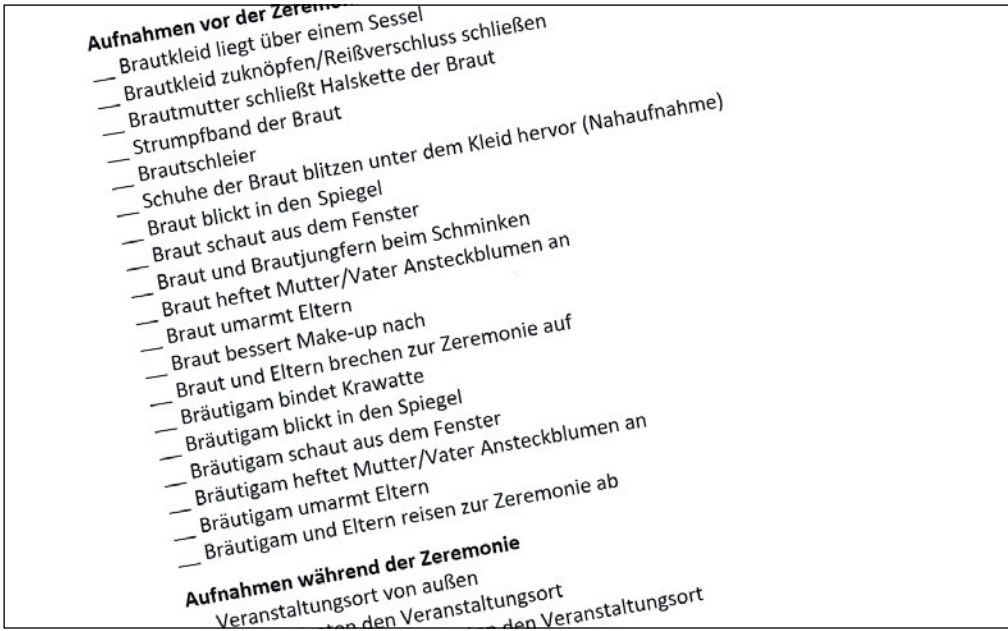 Aufnahmen vor der
__ Brautkleid liegt über einem Sessel
__ Brautkleid zuknöpfen/Reißverschluss schließen
__ Brautmutter schließt Halskette der Braut
__ Strumpfband der Braut
__ Brautschleier
__ Schuhe der Braut blitzen unter dem Kleid hervor (Nahaufnahme)
__ Braut blickt in den Spiegel
__ Braut schaut aus dem Fenster
__ Braut und Brautjungfern beim Schminken
__ Braut heftet Mutter/Vater Ansteckblumen an
__ Braut umarmt Eltern
__ Braut bessert Make-up nach
__ Braut und Eltern brechen zur Zeremonie auf
__ Bräutigam bindet Krawatte
__ Bräutigam blickt in den Spiegel
__ Bräutigam schaut aus dem Fenster
__ Bräutigam heftet Mutter/Vater Ansteckblumen an
__ Bräutigam umarmt Eltern
__ Bräutigam und Eltern reisen zur Zeremonie ab
Aufnahmen während der Zeremonie
Veranstaltungsort von außen
den Veranstaltungsort
den Veranstaltungsort